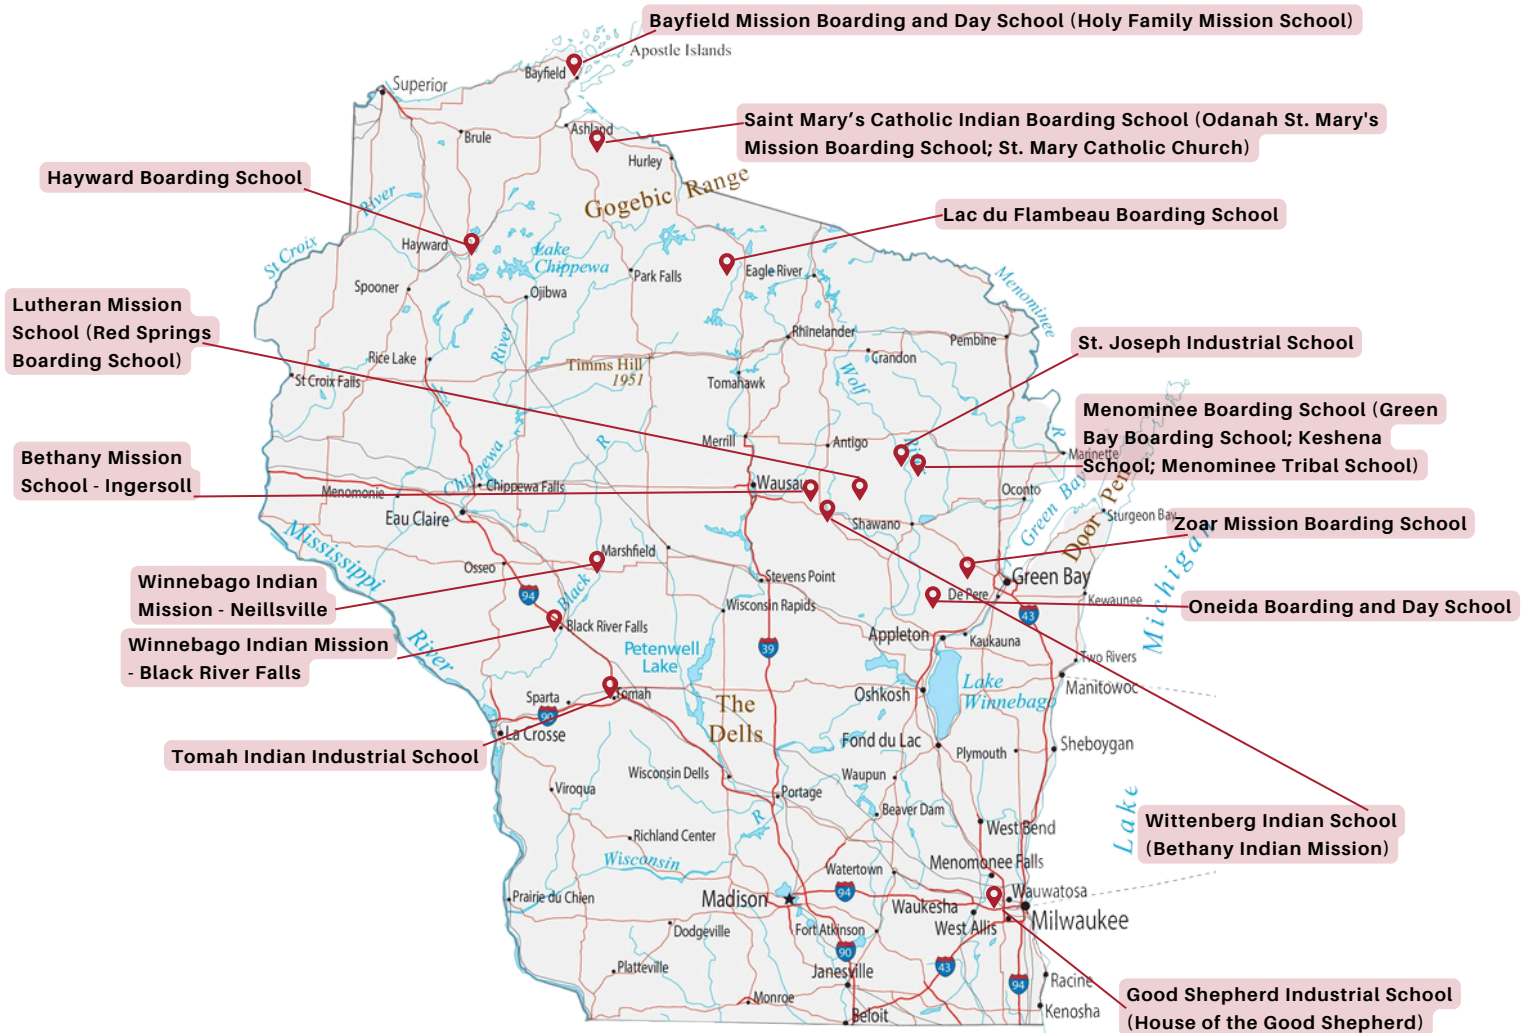 Bayfield Mission Boarding and Day School (Holy Family Mission School)
Apostle Islands
Bayfield
Superior
Saint Mary’s Catholic Indian Boarding School (Odanah St. Mary's
Mission Boarding School; St. Mary Catholic Church)
Ashland
Brule
Hurley
Hayward Boarding School
Gogebic Range
River
Lac du Flambeau Boarding School
St Croix
Hayward
Lake
Chippewa
Park Falls
Eagle River
Menominee
Spooner
Ojibwa
Lutheran Mission
School (Red Springs
Boarding School)
River
Rhinelander
Pembine
St. Joseph Industrial School
Rice Lake
Timms Hill
1951
Crandon
Wolf
St Croix Falls
Tomahawk
Menominee Boarding School (Green
Bay Boarding School; Keshena
School; Menominee Tribal School)
Merrill
Antigo
R
R
Marinette
Bethany Mission
School - Ingersoll
Chippewa
Chippewa Falls
Menomonie
Wausau
Oconto
Green Bay
Door Pen
Eau Claire
Shawano
Sturgeon Bay
Zoar Mission Boarding School
Mississippi
River
Marshfield
Osseo
Winnebago Indian
Mission - Neillsville
94
Black
Stevens Point
Green Bay
Wisconsin Rapids
De Pere
Kewaunee
Oneida Boarding and Day School
43
Michigan
Lake
Winnebago Indian Mission
- Black River Falls
Black River Falls
Petenwell
Lake
39
Appleton
Kaukauna
Two Rivers
Sparta
Tomah
90
The
Dells
Oshkosh
Lake
Winnebago
Manitowoc
La Crosse
Fond du Lac
Plymouth
Sheboygan
Tomah Indian Industrial School
Wisconsin Dells
Waupun
Viroqua
Portage
Beaver Dam
R
Wittenberg Indian School
(Bethany Indian Mission)
Richland Center
West Bend
Wisconsin
Watertown
Menomonee Falls
Prairie du Chien
Madison
94
Waukesha
Wauwatosa
Milwaukee
West Allis
Dodgeville
Fort Atkinson
90
43
94
Platteville
Janesville
Racine
Good Shepherd Industrial School
(House of the Good Shepherd)
Monroe
Beloit
Kenosha